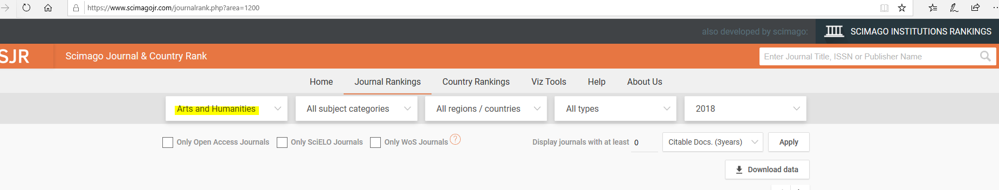 https://www.scimagojr.com/journalrank.php?area=1200
also developed by scimago: SCIMAGO INSTITUTIONS RANKINGS
SJR Scimago Journal & Country Rank Enter Journal Title, ISSN or Publisher Name
Home Journal Rankings Country Rankings Viz Tools Help About Us
Arts and Humanities All subject categories All regions / countries All types 2018
Only Open Access Journals Only SciELO Journals Only WoS Journals ? Display journals with at least 0 Citable Docs. (3years) Apply
Download data